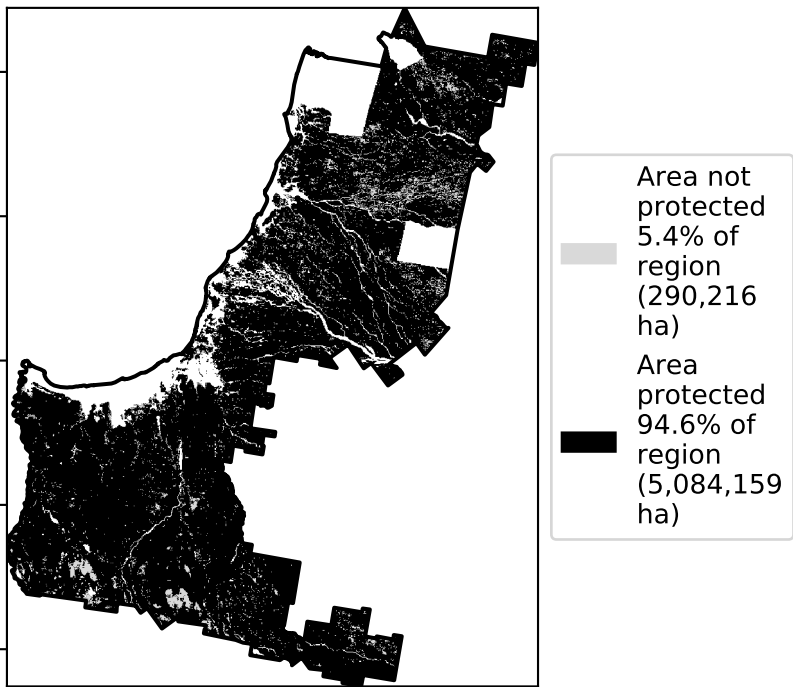 Area not
protected
5.4% of
region
(290,216
ha)
Area
protected
94.6% of
region
(5,084,159
ha)